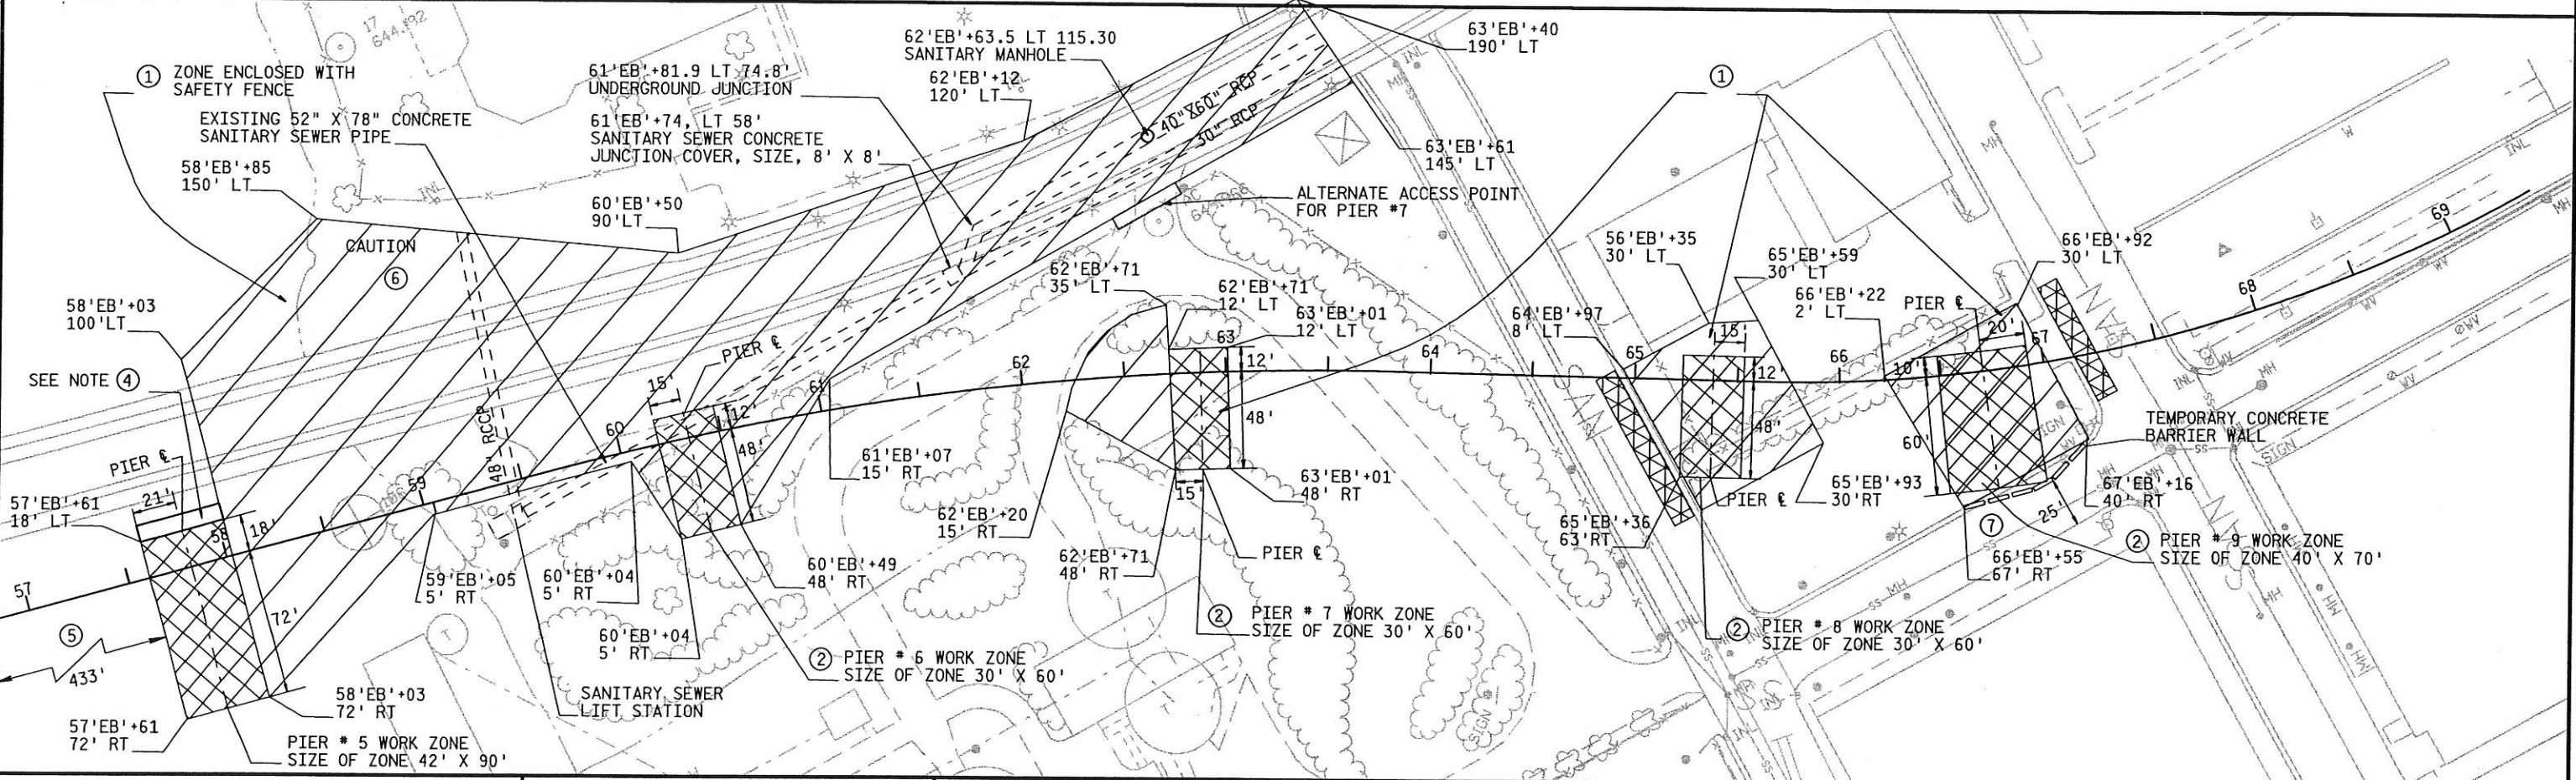 ① ZONE ENCLOSED WITH
SAFETY FENCE
EXISTING 52" X 78" CONCRETE
SANITARY SEWER PIPE
58'EB'+85
150' LT
17
644.92
INL
CAUTION
⑥
58'EB'+03
100'LT
SEE NOTE ④
PIER ℄
21'
57'EB'+61
18' LT
57
⑤
433'
57'EB'+61
72' RT
58
18'
72'
58'EB'+03
72' RT
PIER # 5 WORK ZONE
SIZE OF ZONE 42' X 90'
59
48" RCCP
59'EB'+05
5' RT
SANITARY SEWER
LIFT STATION
60'EB'+04
5' RT
60'EB'+04
5' RT
60
15'
PIER ℄
12'
48'
61
60'EB'+49
48' RT
② PIER # 6 WORK ZONE
SIZE OF ZONE 30' X 60'
61'EB'+07
15' RT
61'EB'+81.9 LT 74.8'
UNDERGROUND JUNCTION
61'EB'+74, LT 58'
SANITARY SEWER CONCRETE
JUNCTION COVER, SIZE, 8' X 8'
60'EB'+50
90'LT
62'EB'+63.5 LT 115.30
SANITARY MANHOLE
62'EB'+12
120' LT
40"X60" RCP
30" RCP
63'EB'+40
190' LT
63'EB'+61
145' LT
ALTERNATE ACCESS POINT
FOR PIER #7
62
62'EB'+71
35' LT
62'EB'+71
12' LT
63'EB'+01
12' LT
63
12'
48'
15'
62'EB'+20
15' RT
62'EB'+71
48' RT
63'EB'+01
48' RT
PIER ℄
② PIER # 7 WORK ZONE
SIZE OF ZONE 30' X 60'
64
①
64'EB'+97
8' LT
56'EB'+35
30' LT
65'EB'+59
30' LT
65
15'
12'
48'
65'EB'+36
63'RT
PIER ℄
65'EB'+93
30'RT
② PIER # 8 WORK ZONE
SIZE OF ZONE 30' X 60'
66'EB'+22
2' LT
66
PIER ℄
20'
67
10'
60'
66'EB'+92
30' LT
TEMPORARY CONCRETE
BARRIER WALL
67'EB'+16
40' RT
25'
⑦
66'EB'+55
67' RT
② PIER # 9 WORK ZONE
SIZE OF ZONE 40' X 70'
68
69
SIGN
SIGN
SIGN
INL
MH
SS
WV
W